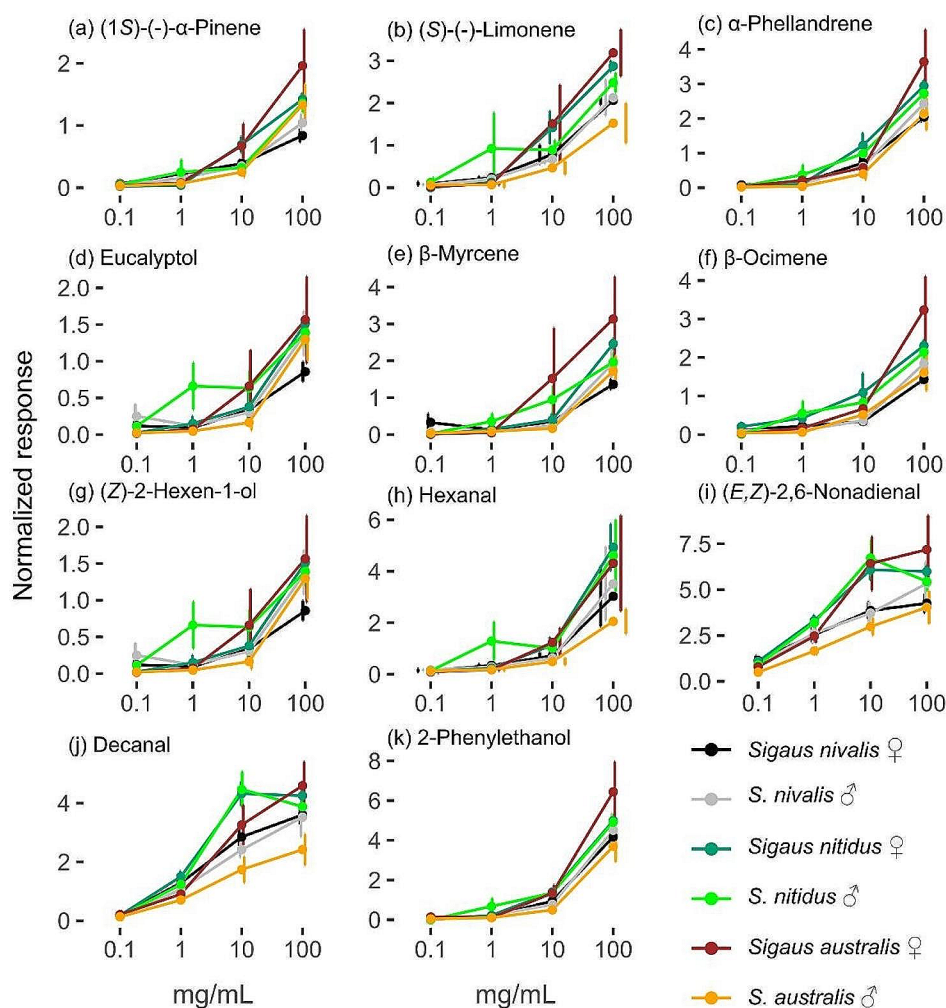 (a) (1S)-(-)-α-Pinene
(b) (S)-(-)-Limonene
(c) α-Phellandrene
2
1
0
0.1 1 10 100
3
2
1
0
0.1 1 10 100
4
3
2
1
0
0.1 1 10 100
(d) Eucalyptol
(e) β-Myrcene
(f) β-Ocimene
2.0
1.5
1.0
0.5
0.0
0.1 1 10 100
4
3
2
1
0
0.1 1 10 100
4
3
2
1
0
0.1 1 10 100
Normalized response
(g) (Z)-2-Hexen-1-ol
(h) Hexanal
(i) (E,Z)-2,6-Nonadienal
2.0
1.5
1.0
0.5
0.0
0.1 1 10 100
6
4
2
0
0.1 1 10 100
7.5
5.0
2.5
0.0
0.1 1 10 100
(j) Decanal
(k) 2-Phenylethanol
4
2
0
0.1 1 10 100
8
6
4
2
0
0.1 1 10 100
mg/mL
mg/mL
Sigaus nivalis ♀
S. nivalis ♂
Sigaus nitidus ♀
S. nitidus ♂
Sigaus australis ♀
S. australis ♂